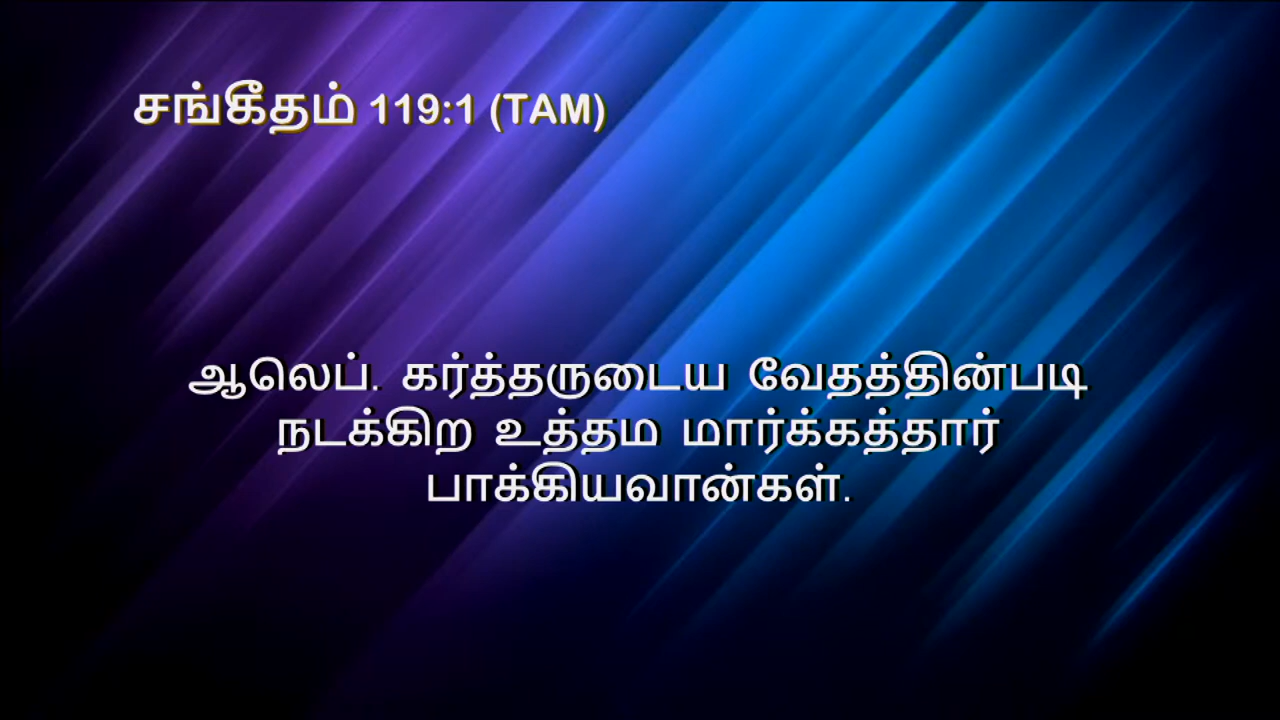 சங்கீதம் 119:1 (TAM)
ஆலெப். கர்த்தருடைய வேதத்தின்படி
நடக்கிற உத்தம மார்க்கத்தார்
பாக்கியவான்கள்.